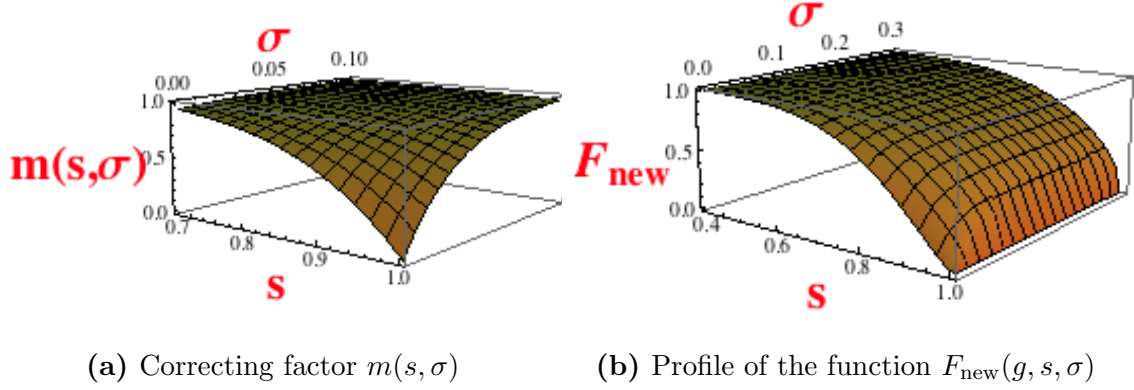 σ
0.00
0.05
0.10
1.0
m(s,σ)
0.5
0.0
0.7
0.8
0.9
1.0
s
σ
0.0
0.1
0.2
0.3
1.0
F_new
0.5
0.0
0.4
0.6
0.8
1.0
s
(a) Correcting factor m(s, σ)
(b) Profile of the function F_new(g, s, σ)